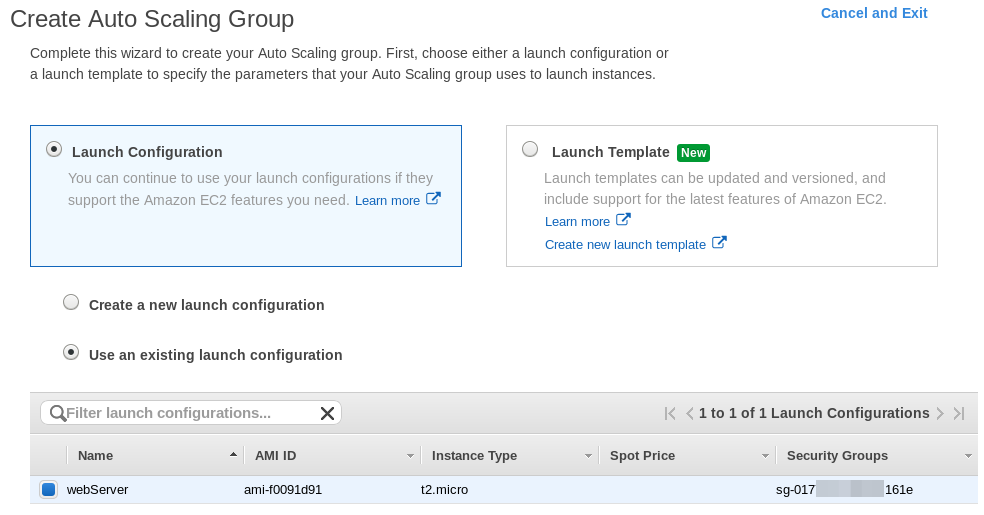 Create Auto Scaling Group
Cancel and Exit
Complete this wizard to create your Auto Scaling group. First, choose either a launch configuration or
a launch template to specify the parameters that your Auto Scaling group uses to launch instances.
Launch Configuration
You can continue to use your launch configurations if they
support the Amazon EC2 features you need. Learn more
Launch Template New
Launch templates can be updated and versioned, and
include support for the latest features of Amazon EC2.
Learn more
Create new launch template
Create a new launch configuration
Use an existing launch configuration
Filter launch configurations...
1 to 1 of 1 Launch Configurations
Name AMI ID Instance Type Spot Price Security Groups
webServer ami-f0091d91 t2.micro sg-017 161e